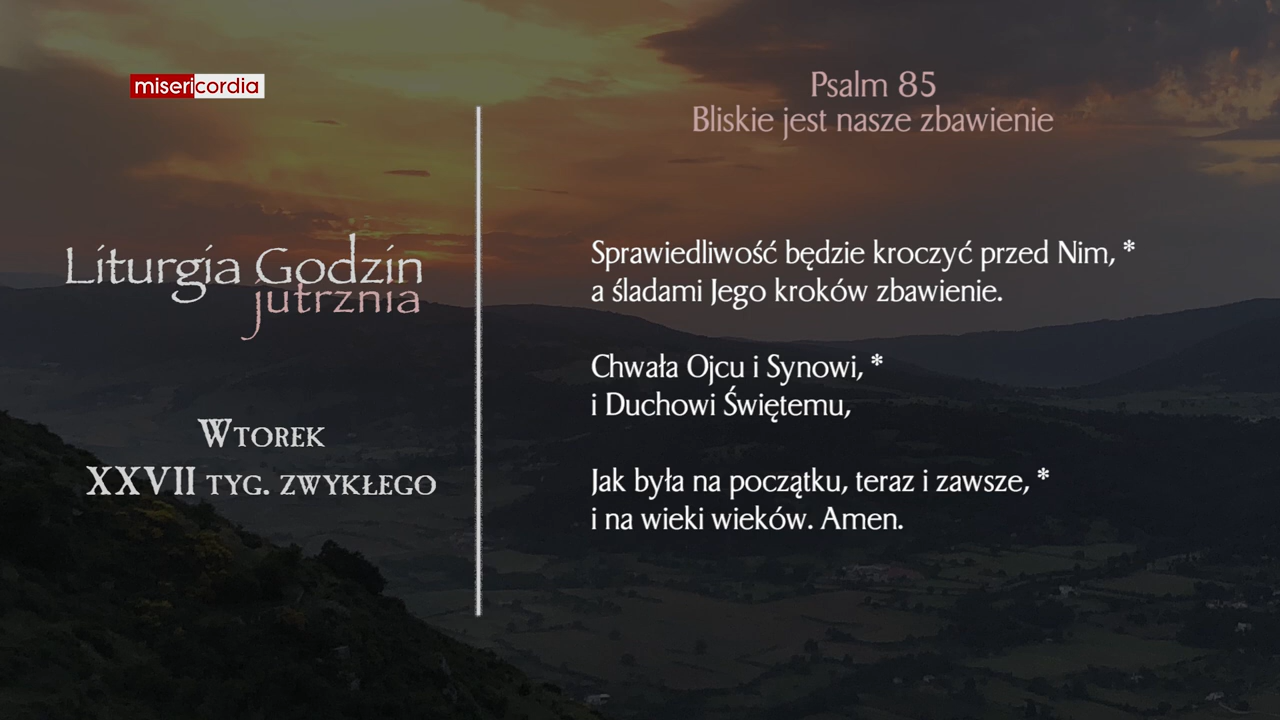 misericordia
Liturgia Godzin
jutrznia
Wtorek
XXVII tyg. zwykłego
Psalm 85
Bliskie jest nasze zbawienie
Sprawiedliwość będzie kroczyć przed Nim, *
a śladami Jego kroków zbawienie.
Chwała Ojcu i Synowi, *
i Duchowi Świętemu,
Jak była na początku, teraz i zawsze, *
i na wieki wieków. Amen.